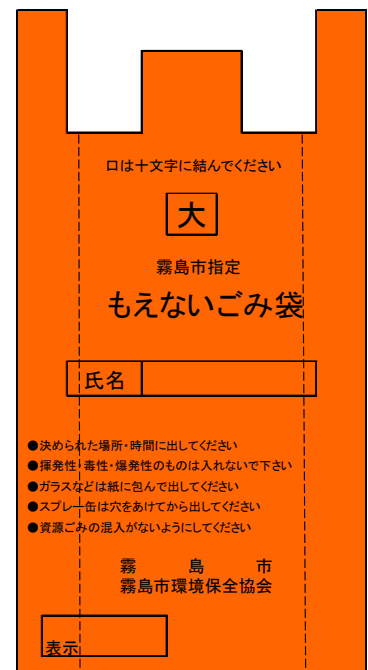 口は十文字に結んでください
大
霧島市指定
もえないごみ袋
氏名
●決められた場所・時間に出してください
●揮発性・毒性・爆発性のものは入れないで下さい
●ガラスなどは紙に包んで出してください
●スプレー缶は穴をあけてから出してください
●資源ごみの混入がないようにしてください
霧島市
霧島市環境保全協会
表示